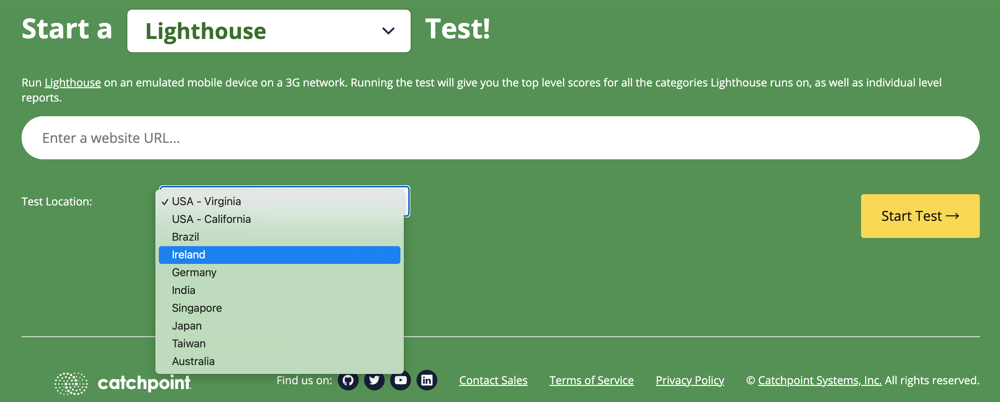 Start a Lighthouse Test!
Run Lighthouse on an emulated mobile device on a 3G network. Running the test will give you the top level scores for all the categories Lighthouse runs on, as well as individual level
reports.
Enter a website URL...
Test Location:
✓ USA - Virginia
USA - California
Brazil
Ireland
Germany
India
Singapore
Japan
Taiwan
Australia
Start Test →
catchpoint
Find us on: in Contact Sales Terms of Service Privacy Policy © Catchpoint Systems, Inc. All rights reserved.